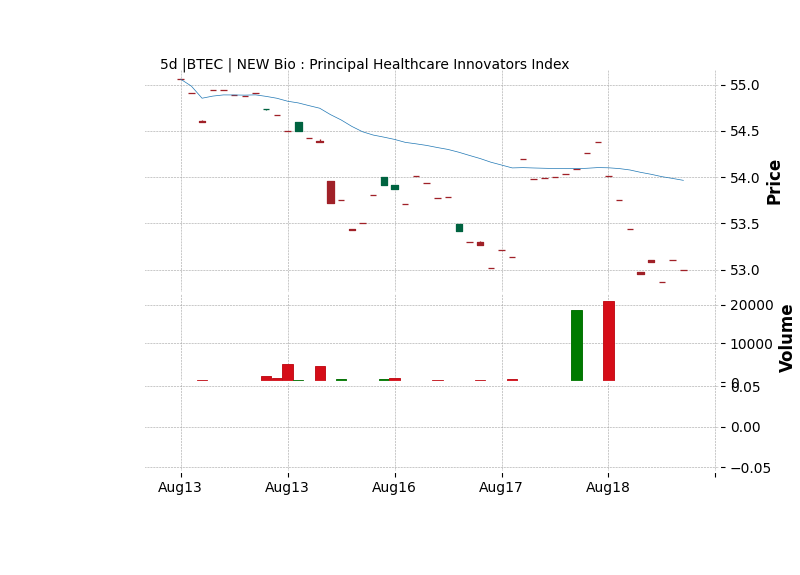 5d |BTEC | NEW Bio : Principal Healthcare Innovators Index
55.0
54.5
54.0
53.5
53.0
Price
20000
10000
0
Volume
0.05
0.00
−0.05
Aug13 Aug13 Aug16 Aug17 Aug18